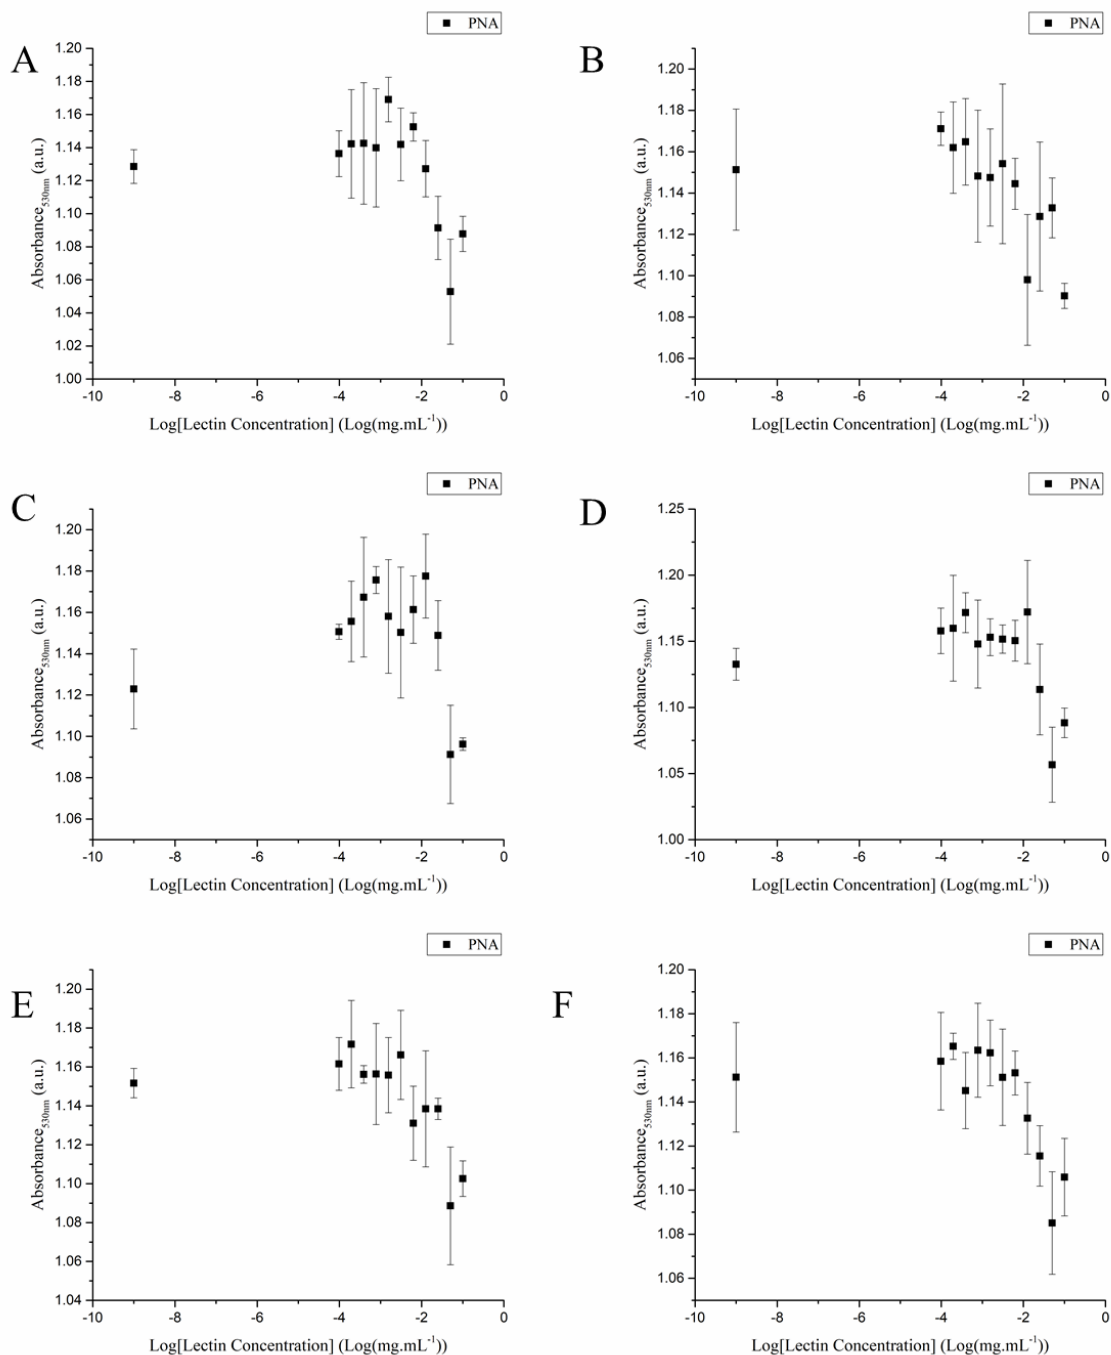 PNA
A
1.20
1.18
1.16
1.14
1.12
1.10
1.08
1.06
1.04
1.02
1.00
Absorbance530nm (a.u.)
-10 -8 -6 -4 -2 0
Log[Lectin Concentration] (Log(mg.mL-1))
PNA
B
1.20
1.18
1.16
1.14
1.12
1.10
1.08
1.06
Absorbance530nm (a.u.)
-10 -8 -6 -4 -2 0
Log[Lectin Concentration] (Log(mg.mL-1))
PNA
C
1.20
1.18
1.16
1.14
1.12
1.10
1.08
1.06
Absorbance530nm (a.u.)
-10 -8 -6 -4 -2 0
Log[Lectin Concentration] (Log(mg.mL-1))
PNA
D
1.25
1.20
1.15
1.10
1.05
1.00
Absorbance530nm (a.u.)
-10 -8 -6 -4 -2 0
Log[Lectin Concentration] (Log(mg.mL-1))
PNA
E
1.20
1.18
1.16
1.14
1.12
1.10
1.08
1.06
1.04
Absorbance530nm (a.u.)
-10 -8 -6 -4 -2 0
Log[Lectin Concentration] (Log(mg.mL-1))
PNA
F
1.20
1.18
1.16
1.14
1.12
1.10
1.08
1.06
Absorbance530nm (a.u.)
-10 -8 -6 -4 -2 0
Log[Lectin Concentration] (Log(mg.mL-1))